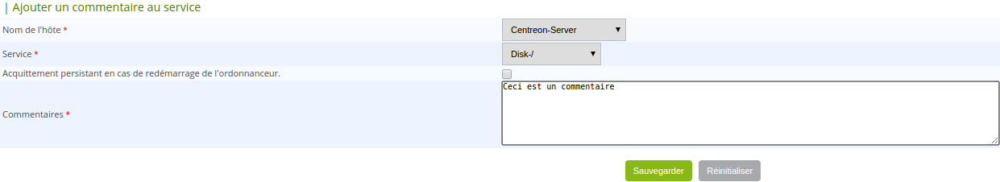 Ajouter un commentaire au service
Nom de l'hôte *
Centreon-Server
Service *
Disk-/
Acquittement persistant en cas de redémarrage de l'ordonnanceur.
Commentaires *
Ceci est un commentaire
Sauvegarder
Réinitialiser